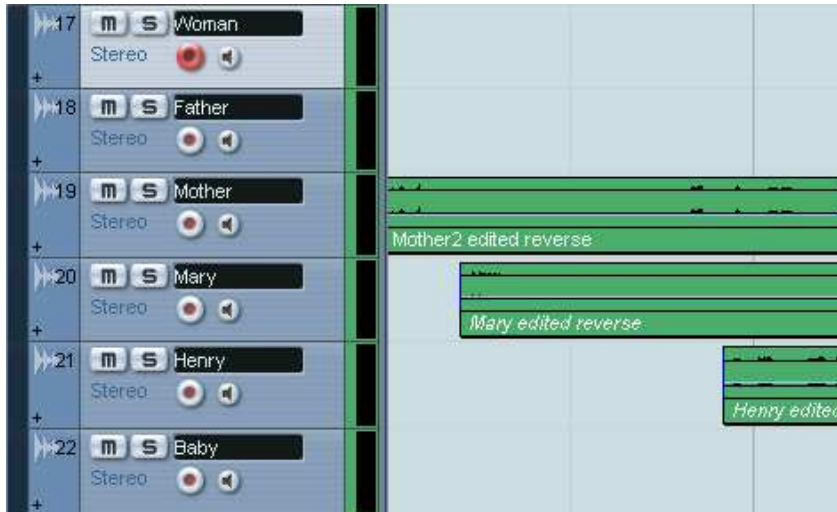 17 m S Woman
Stereo
+
18 m S Father
Stereo
+
19 m S Mother
Stereo
Mother2 edited reverse
+
20 m S Mary
Stereo
Mary edited reverse
+
21 m S Henry
Stereo
Henry edited
+
22 m S Baby
Stereo
+